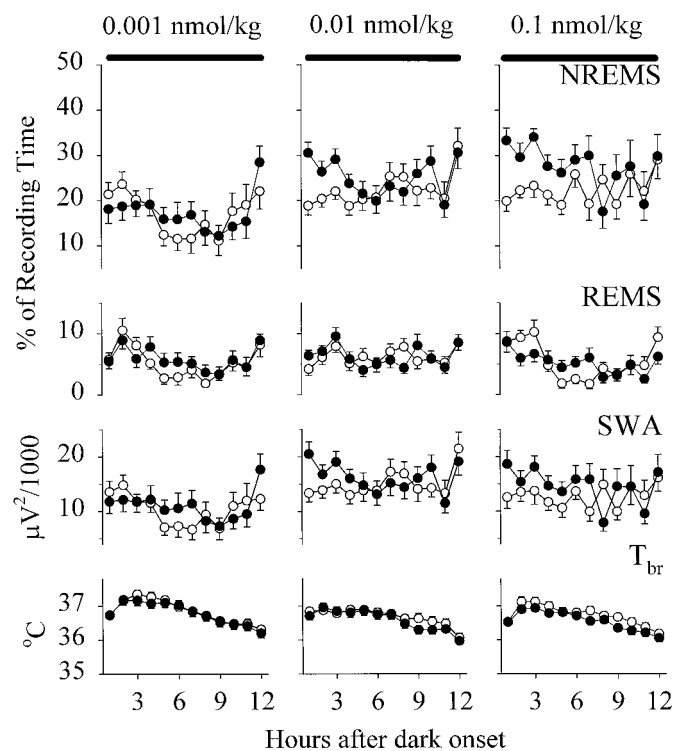 0.001 nmol/kg 0.01 nmol/kg 0.1 nmol/kg
NREMS
50
40
30
20
10
% of Recording Time
REMS
10
0
SWA
20
10
µV²/1000
Tbr
37
36
35
°C
3 6 9 12 3 6 9 12 3 6 9 12
Hours after dark onset